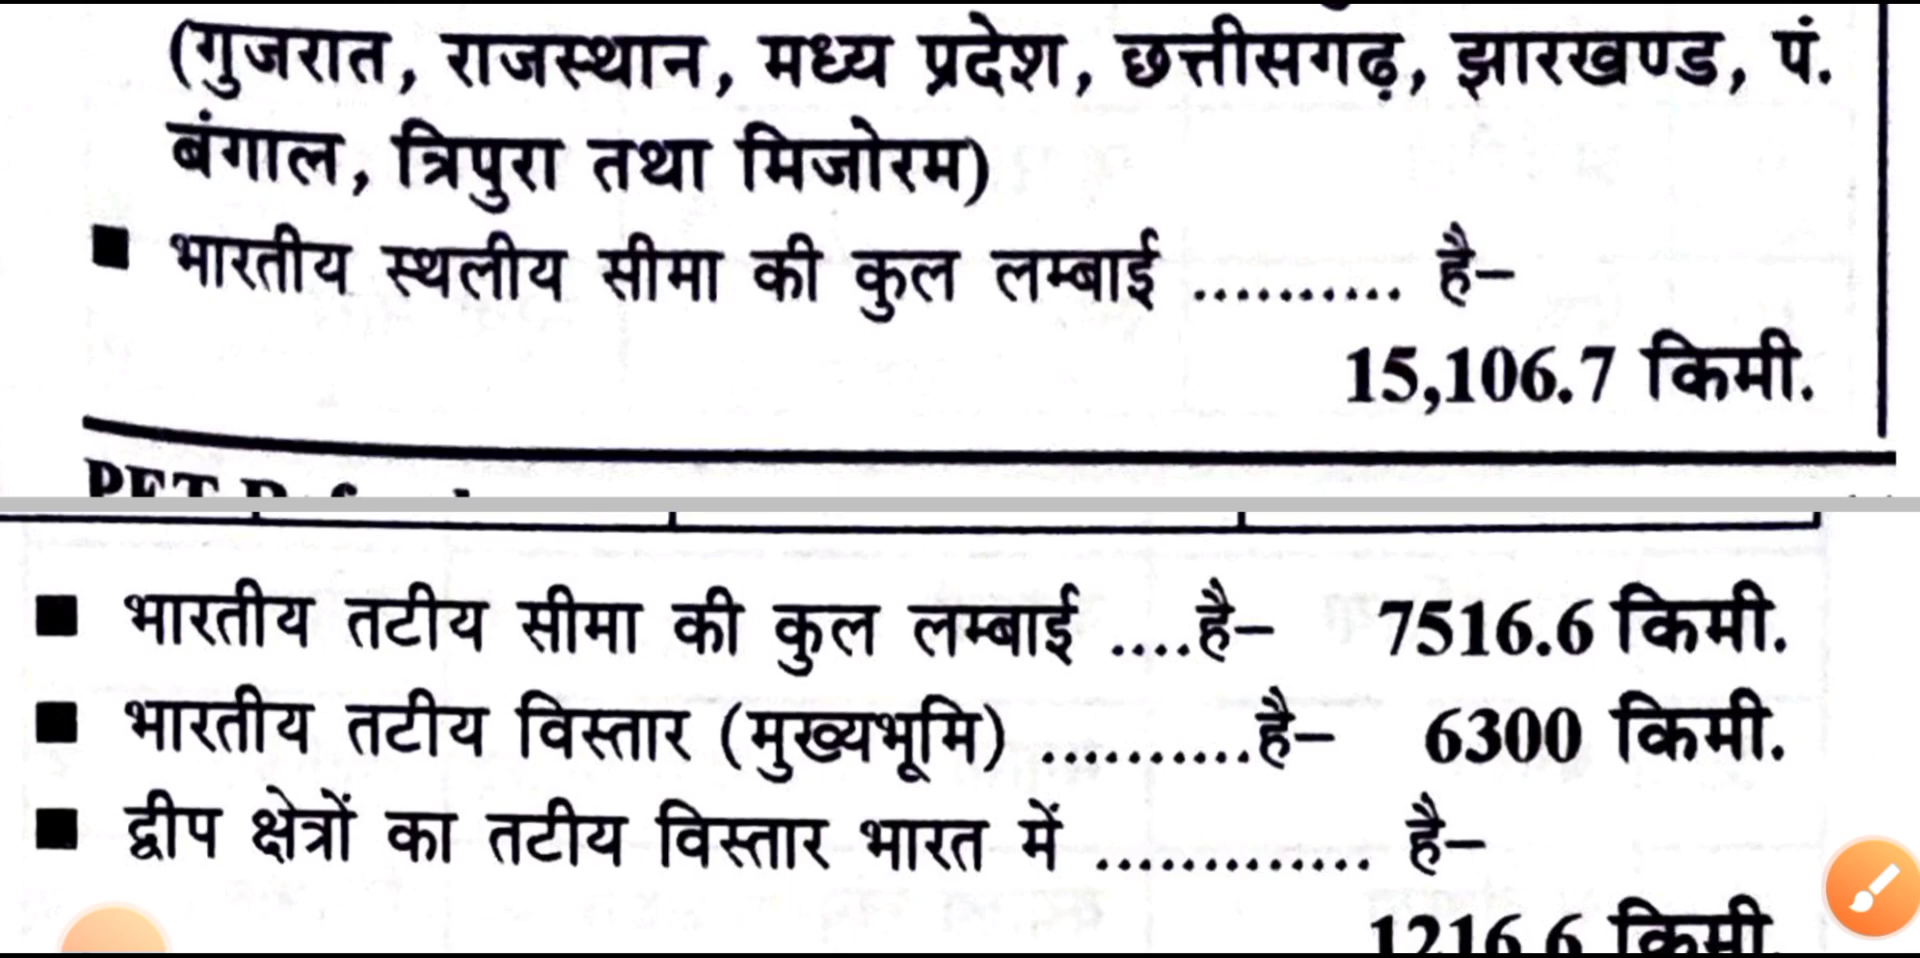 (गुजरात, राजस्थान, मध्य प्रदेश, छत्तीसगढ़, झारखण्ड, पं.
बंगाल, त्रिपुरा तथा मिजोरम)
■ भारतीय स्थलीय सीमा की कुल लम्बाई .......... है–
15,106.7 किमी.
■ भारतीय तटीय सीमा की कुल लम्बाई ....है– 7516.6 किमी.
■ भारतीय तटीय विस्तार (मुख्यभूमि) ..........है– 6300 किमी.
■ द्वीप क्षेत्रों का तटीय विस्तार भारत में ............. है–
1216.6 किमी.